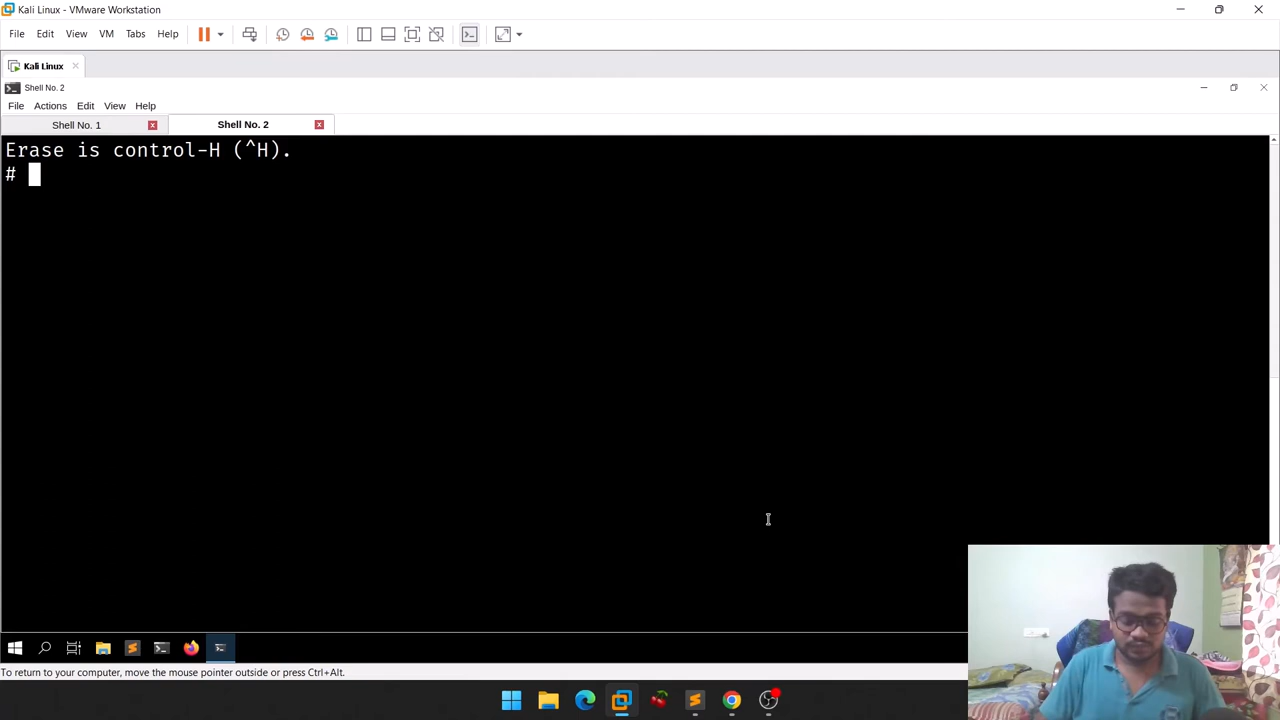 Kali Linux - VMware Workstation
File Edit View VM Tabs Help
Kali Linux
Shell No. 2
File Actions Edit View Help
Shell No. 1 Shell No. 2
Erase is control-H (^H).
#
To return to your computer, move the mouse pointer outside or press Ctrl+Alt.